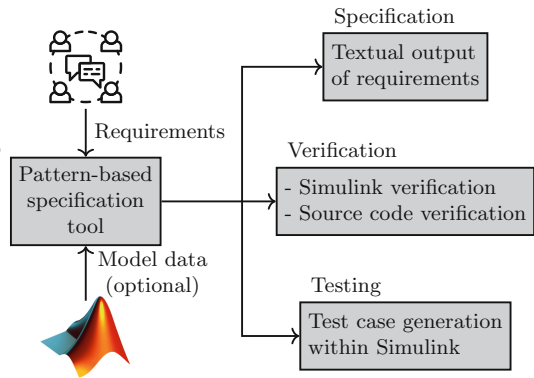 Specification
Textual output
of requirements
Requirements
Pattern-based
specification
tool
Verification
- Simulink verification
- Source code verification
Model data
(optional)
Testing
Test case generation
within Simulink